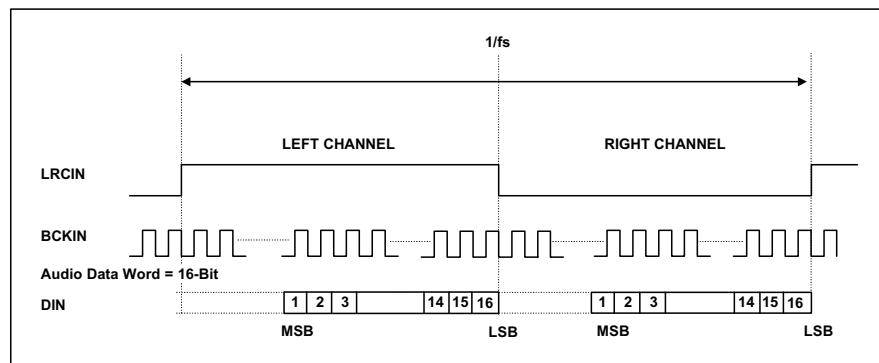 1/fs
LEFT CHANNEL RIGHT CHANNEL
LRCIN
BCKIN
Audio Data Word = 16-Bit
DIN 1 2 3 14 15 16 1 2 3 14 15 16
MSB LSB MSB LSB